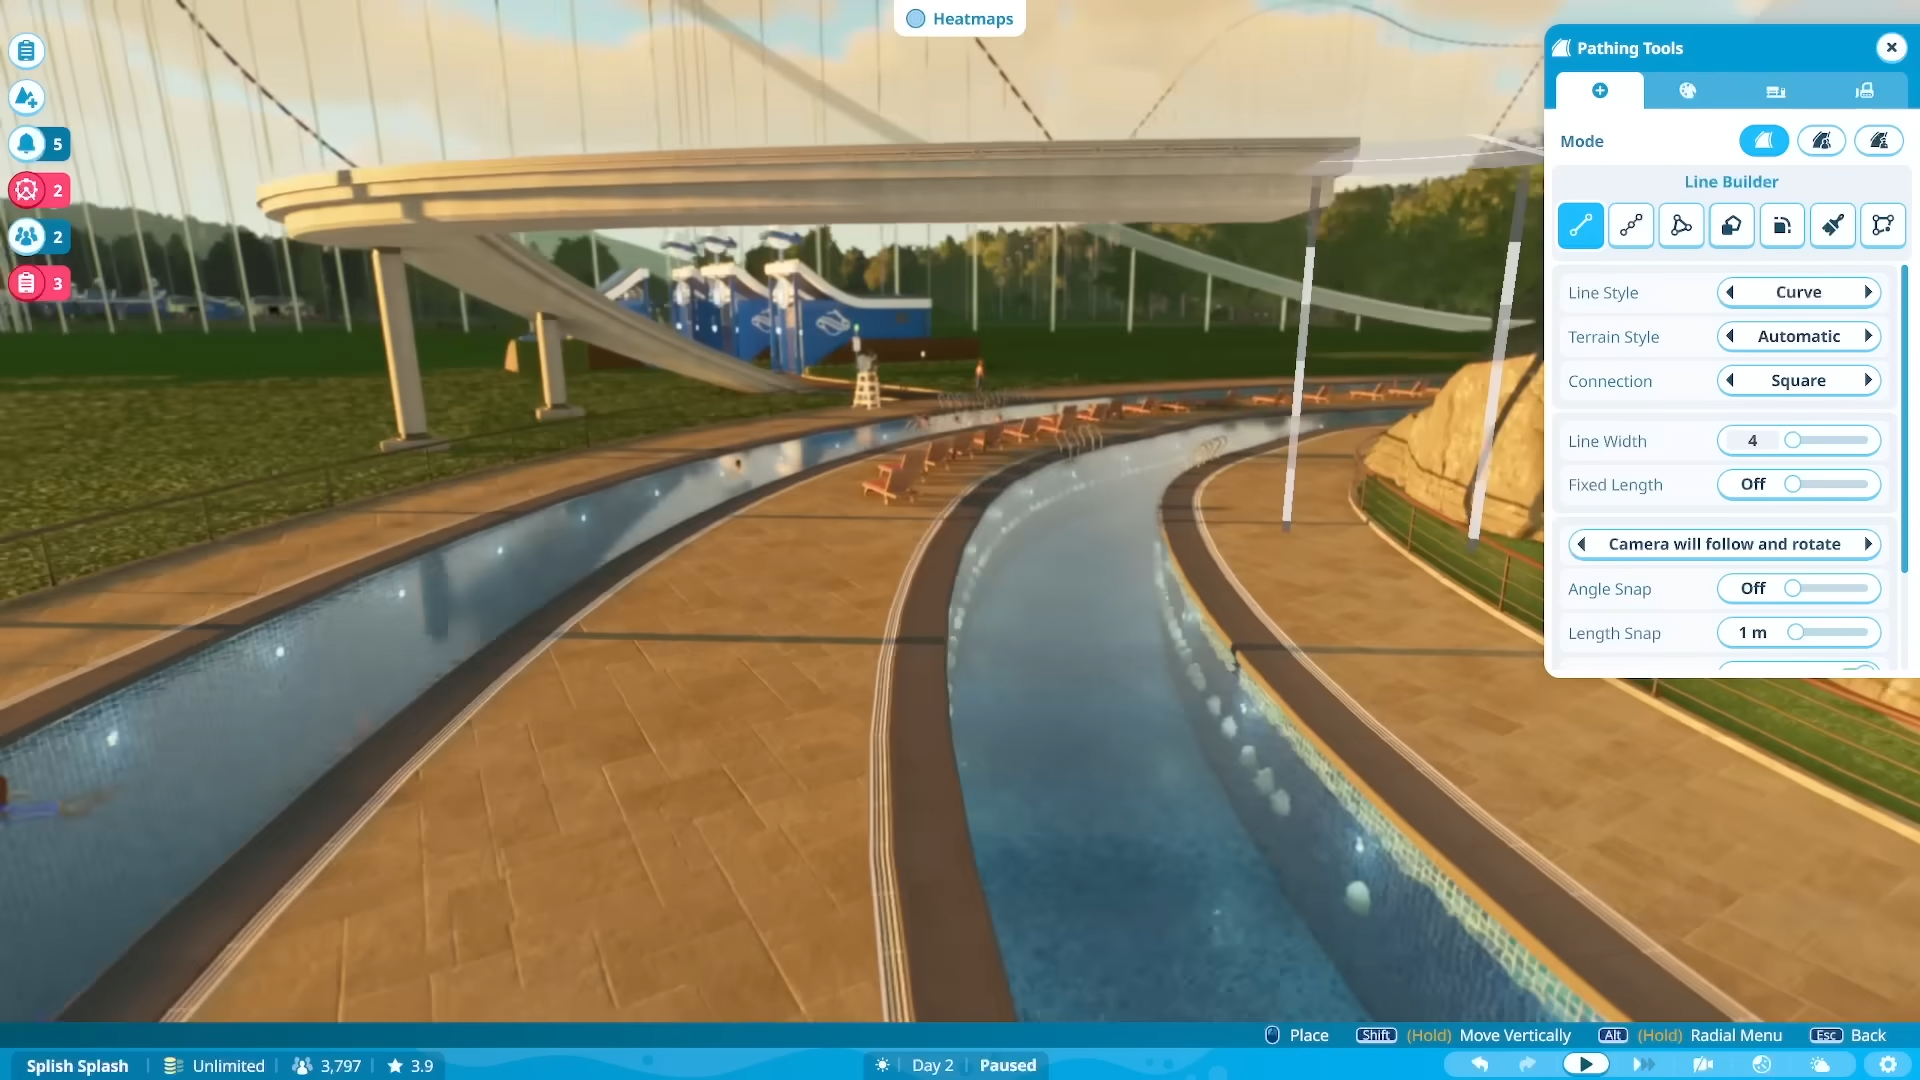 Heatmaps
5
2
2
3
Pathing Tools
Mode
Line Builder
Line Style Curve
Terrain Style Automatic
Connection Square
Line Width 4
Fixed Length Off
Camera will follow and rotate
Angle Snap Off
Length Snap 1 m
Place Shift (Hold) Move Vertically Alt (Hold) Radial Menu Esc Back
Splish Splash Unlimited 3,797 3.9 Day 2 Paused